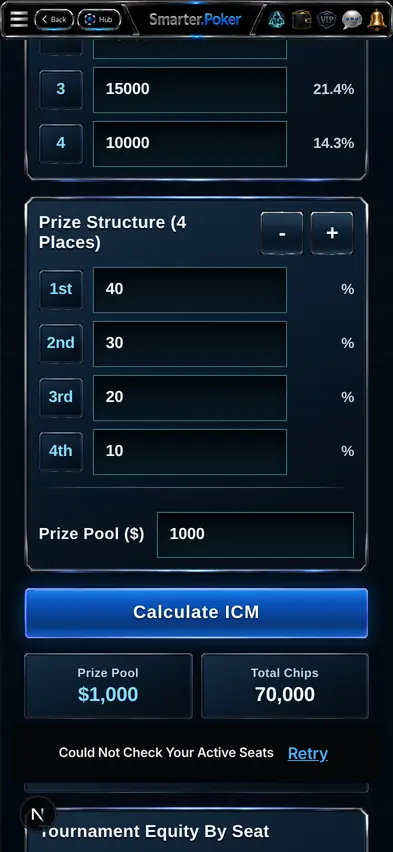 Back
Hub
Smarter.Poker
VIP
3
15000
21.4%
4
10000
14.3%
Prize Structure (4
Places)
-
+
1st
40
%
2nd
30
%
3rd
20
%
4th
10
%
Prize Pool ($)
1000
Calculate ICM
Prize Pool
Total Chips
$1,000
70,000
Could Not Check Your Active Seats
Retry
N
Tournament Equity By Seat